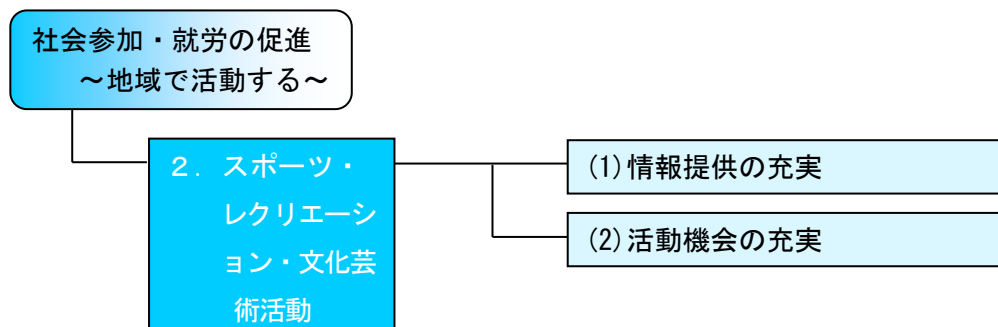 社会参加・就労の促進
～地域で活動する～
２．スポーツ・
レクリエーシ
ョン・文化芸
術活動
(1)情報提供の充実
(2)活動機会の充実